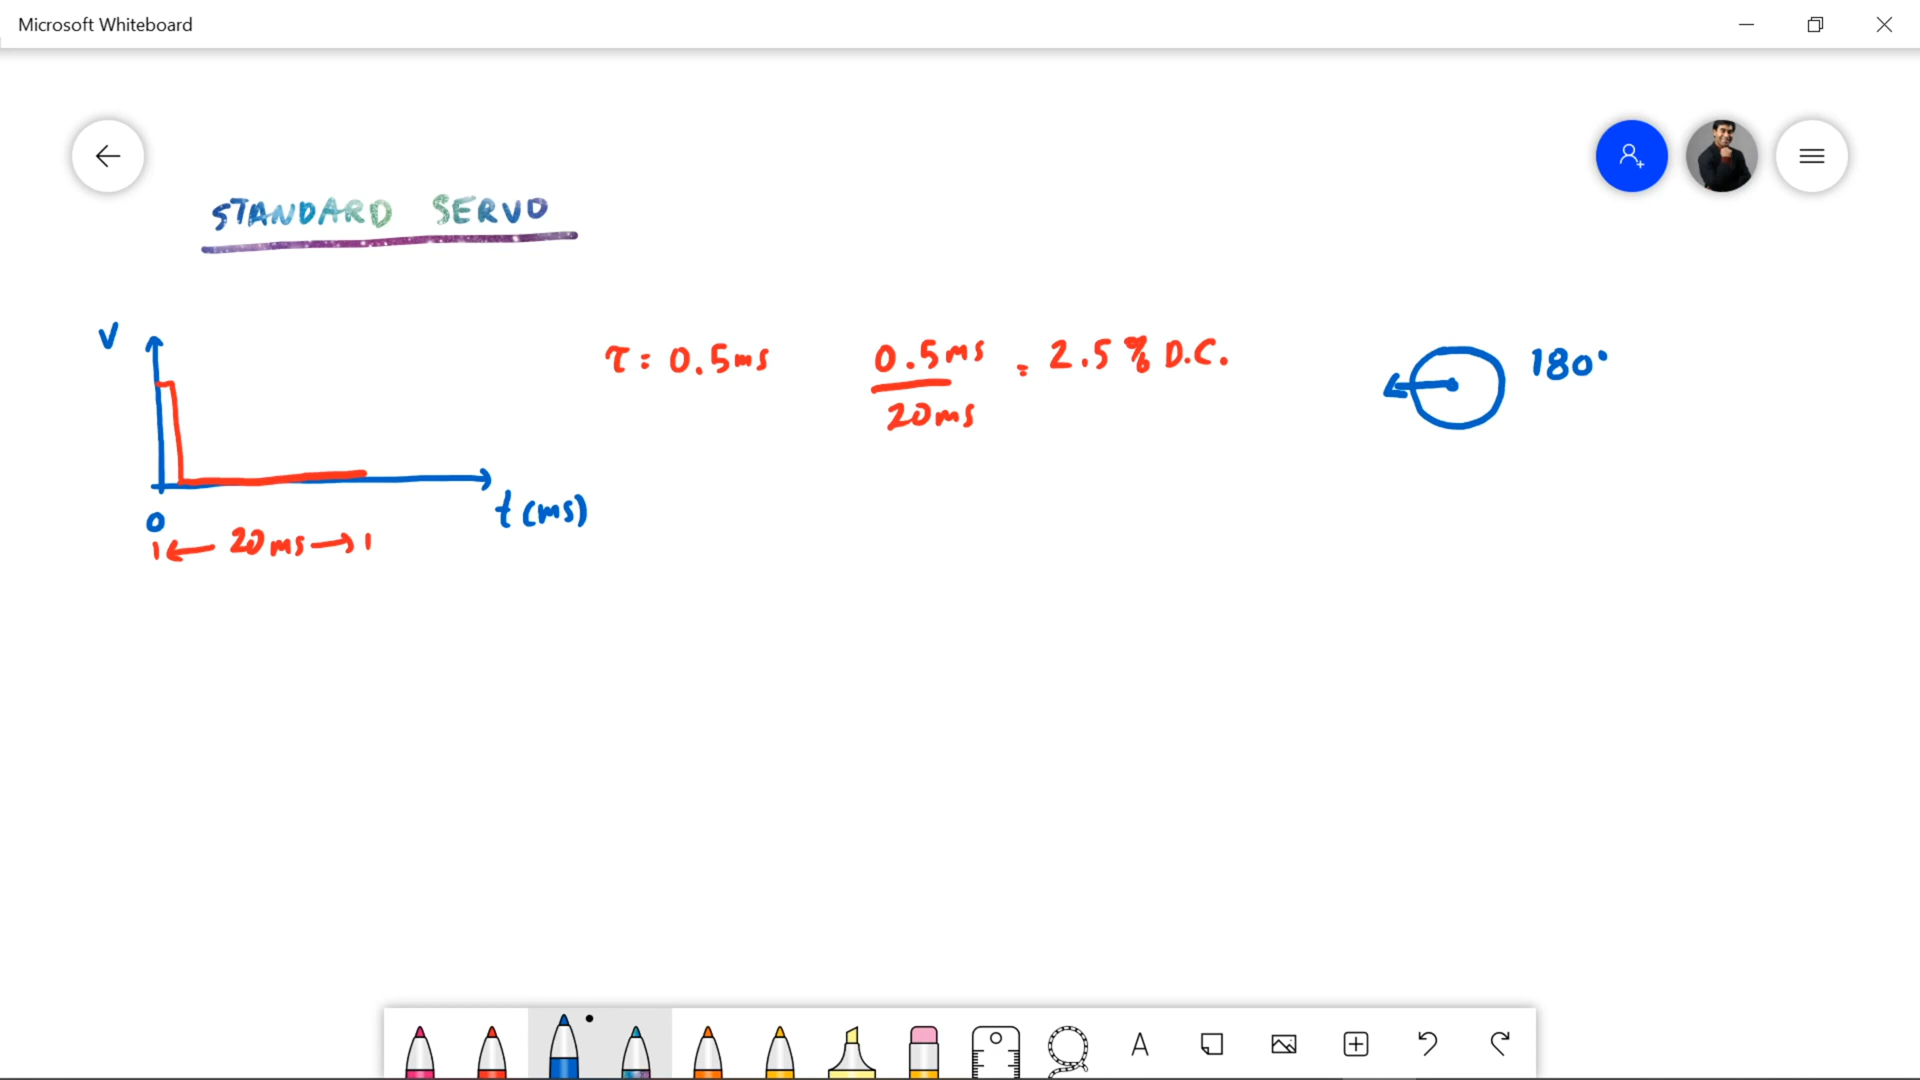 Microsoft Whiteboard
STANDARD SERVO
V
τ = 0.5ms
0.5ms
20ms
= 2.5% D.C.
180°
t (ms)
0
20ms
A